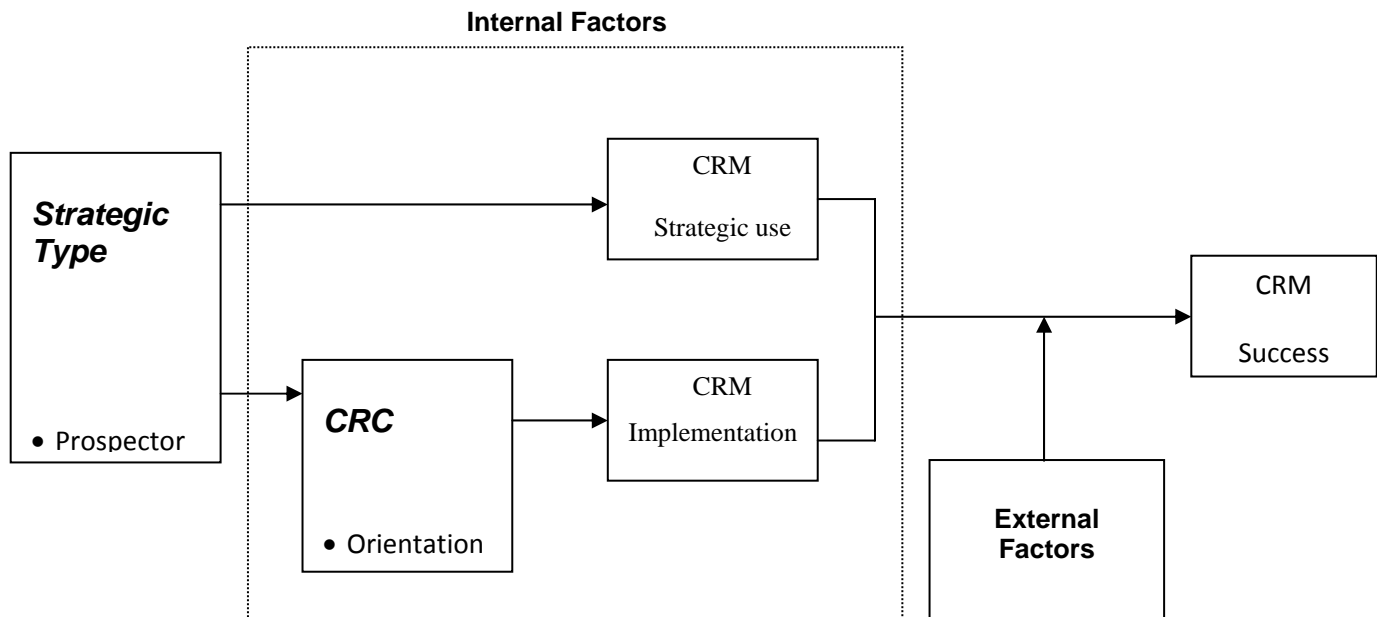 Internal Factors
Strategic
Type
• Prospector
CRC
• Orientation
CRM
Strategic use
CRM
Implementation
External
Factors
CRM
Success